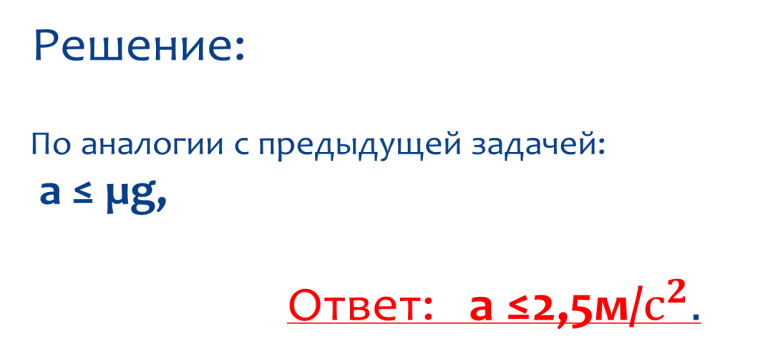 Решение:
По аналогии с предыдущей задачей:
a ≤ μg,
Ответ: a ≤2,5м/с².